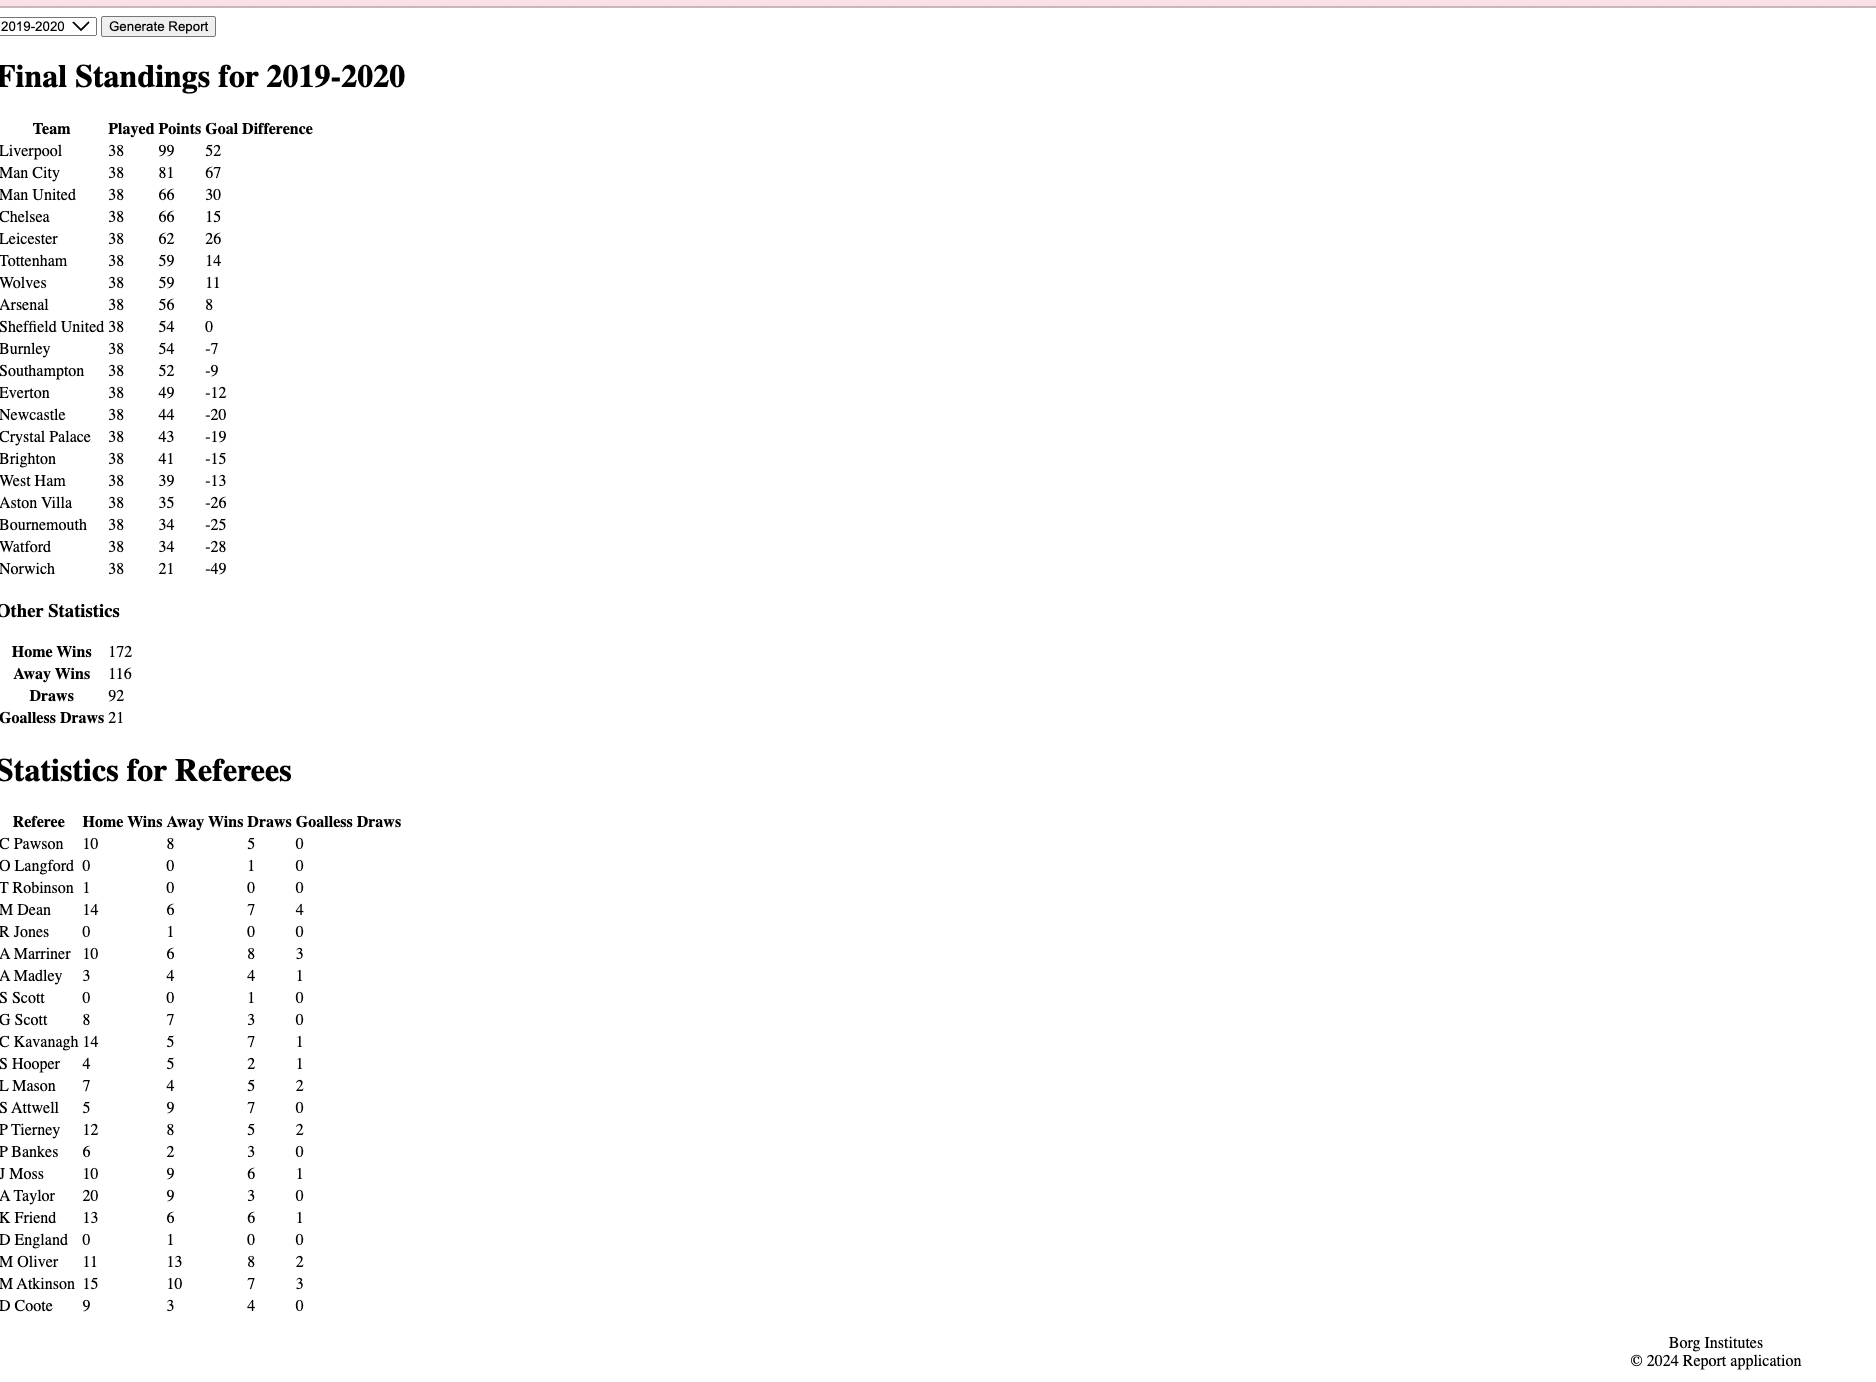 2019-2020 Generate Report
Final Standings for 2019-2020
Team Played Points Goal Difference
Liverpool 38 99 52
Man City 38 81 67
Man United 38 66 30
Chelsea 38 66 15
Leicester 38 62 26
Tottenham 38 59 14
Wolves 38 59 11
Arsenal 38 56 8
Sheffield United 38 54 0
Burnley 38 54 -7
Southampton 38 52 -9
Everton 38 49 -12
Newcastle 38 44 -20
Crystal Palace 38 43 -19
Brighton 38 41 -15
West Ham 38 39 -13
Aston Villa 38 35 -26
Bournemouth 38 34 -25
Watford 38 34 -28
Norwich 38 21 -49
Other Statistics
Home Wins 172
Away Wins 116
Draws 92
Goalless Draws 21
Statistics for Referees
Referee Home Wins Away Wins Draws Goalless Draws
C Pawson 10 8 5 0
O Langford 0 0 1 0
T Robinson 1 0 0 0
M Dean 14 6 7 4
R Jones 0 1 0 0
A Marriner 10 6 8 3
A Madley 3 4 4 1
S Scott 0 0 1 0
G Scott 8 7 3 0
C Kavanagh 14 5 7 1
S Hooper 4 5 2 1
L Mason 7 4 5 2
S Attwell 5 9 7 0
P Tierney 12 8 5 2
P Bankes 6 2 3 0
J Moss 10 9 6 1
A Taylor 20 9 3 0
K Friend 13 6 6 1
D England 0 1 0 0
M Oliver 11 13 8 2
M Atkinson 15 10 7 3
D Coote 9 3 4 0
Borg Institutes
© 2024 Report application